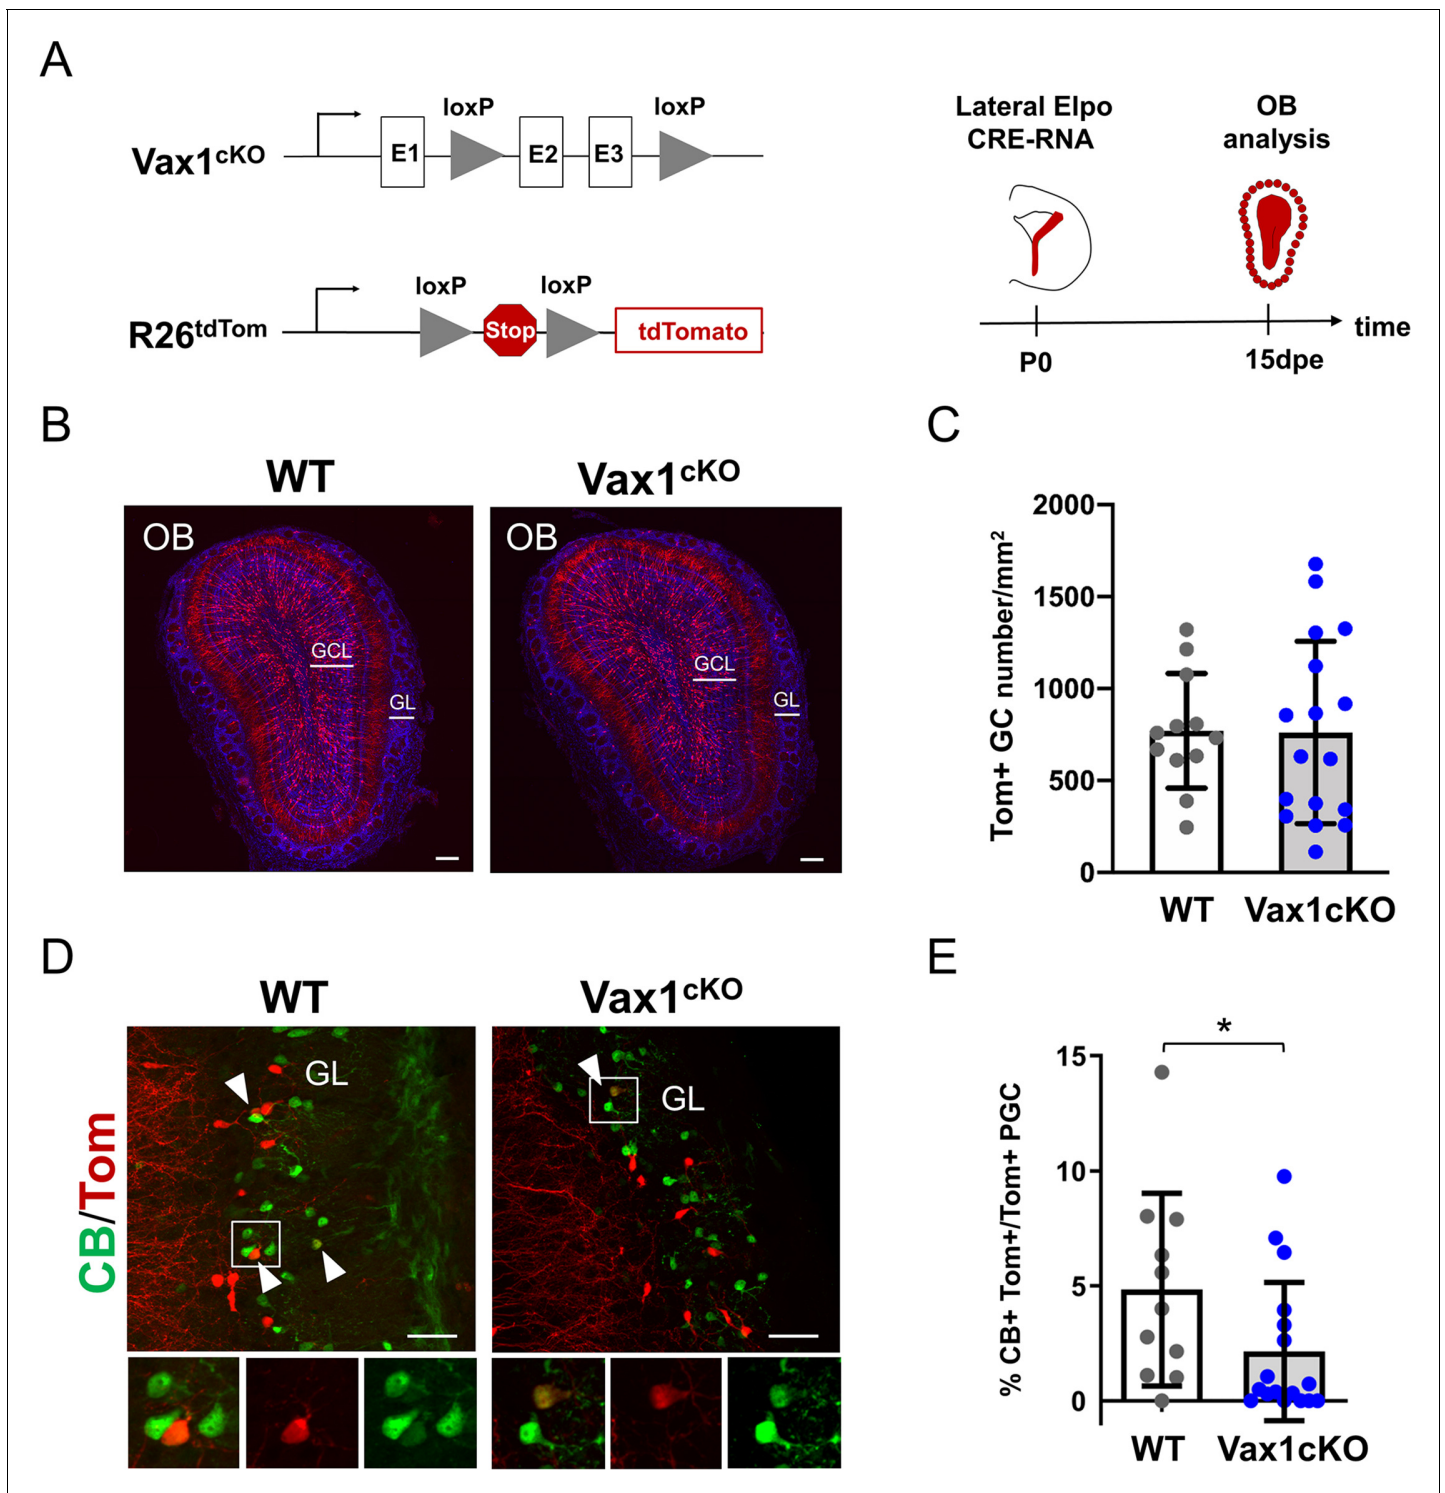 A
loxP loxP
Vax1cKO E1 E2 E3
loxP loxP
R26tdTom Stop tdTomato
Lateral Elpo
CRE-RNA
OB
analysis
time
P0 15dpe
B
WT Vax1cKO
OB OB
GCL GCL
GL GL
C
Tom+ GC number/mm2
2000
1500
1000
500
0
WT Vax1cKO
D
WT Vax1cKO
CB/Tom
GL GL
E
% CB+ Tom+/Tom+ PGC
*
15
10
5
0
WT Vax1cKO